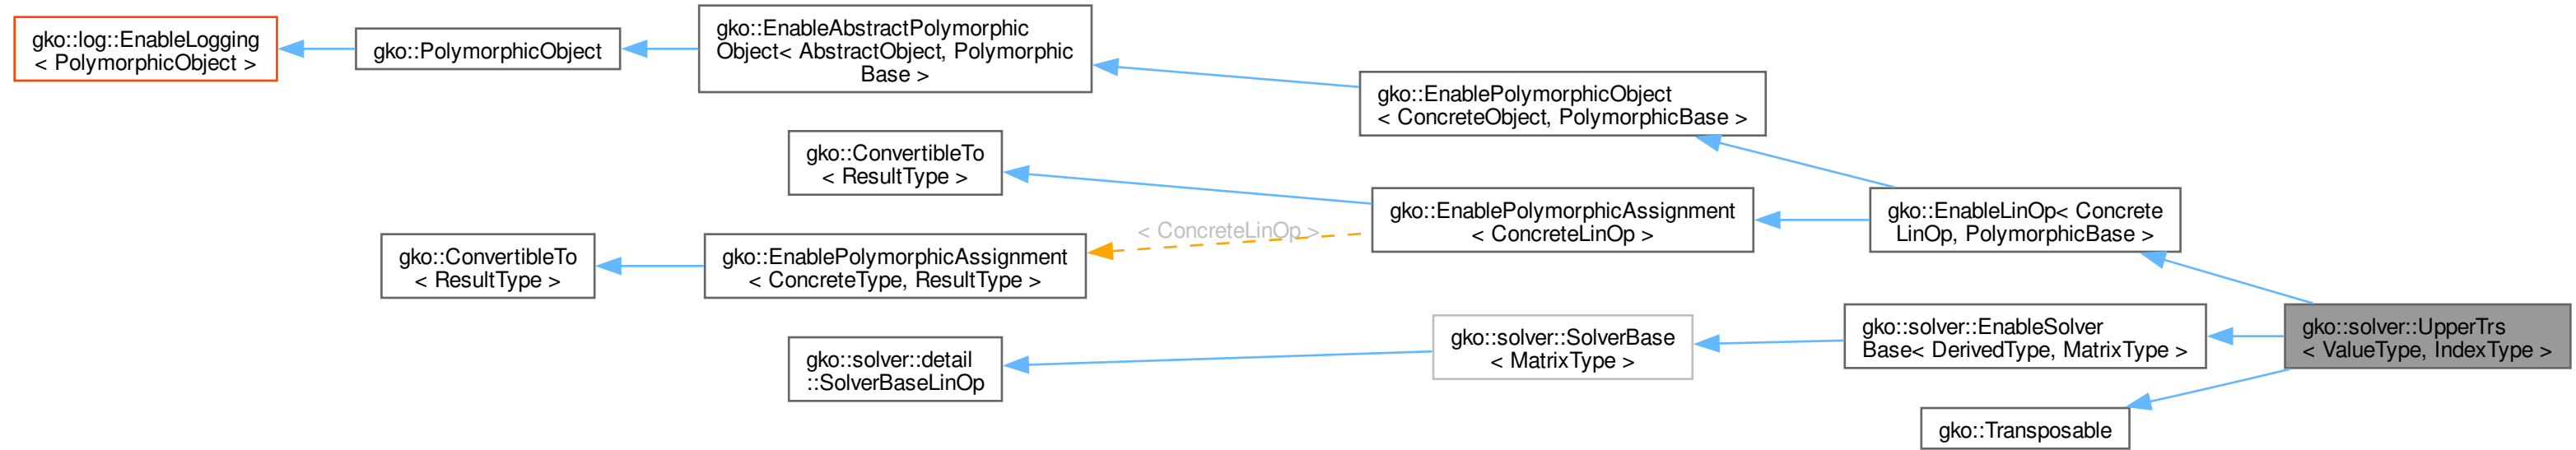 gko::log::EnableLogging
< PolymorphicObject >
gko::PolymorphicObject
gko::EnableAbstractPolymorphic
Object< AbstractObject, Polymorphic
Base >
gko::EnablePolymorphicObject
< ConcreteObject, PolymorphicBase >
gko::ConvertibleTo
< ResultType >
gko::EnablePolymorphicAssignment
< ConcreteLinOp >
gko::EnableLinOp< Concrete
LinOp, PolymorphicBase >
< ConcreteLinOp >
gko::ConvertibleTo
< ResultType >
gko::EnablePolymorphicAssignment
< ConcreteType, ResultType >
gko::solver::detail
::SolverBaseLinOp
gko::solver::SolverBase
< MatrixType >
gko::solver::EnableSolver
Base< DerivedType, MatrixType >
gko::solver::UpperTrs
< ValueType, IndexType >
gko::Transposable